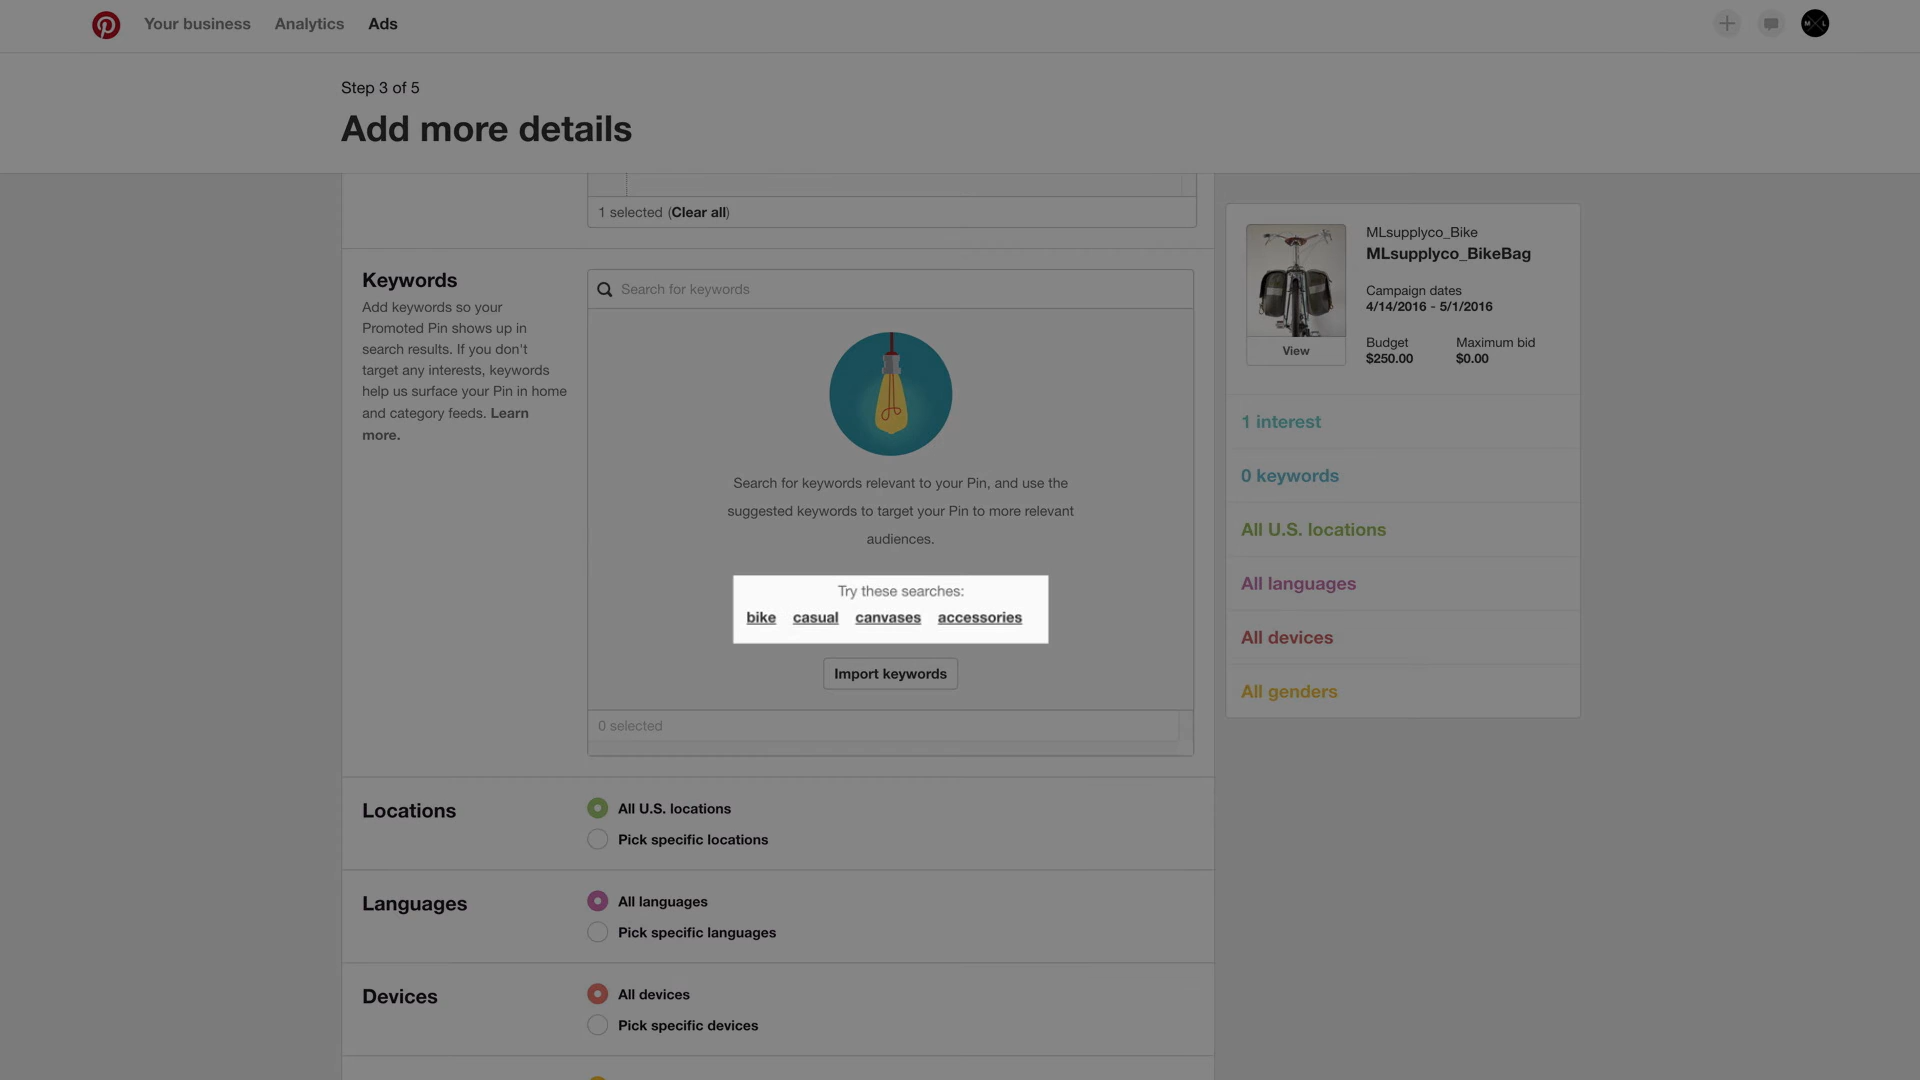 Your business Analytics Ads
Step 3 of 5
Add more details
1 selected (Clear all)
Keywords
Add keywords so your
Promoted Pin shows up in
search results. If you don't
target any interests, keywords
help us surface your Pin in home
and category feeds. Learn
more.
Search for keywords
Search for keywords relevant to your Pin, and use the
suggested keywords to target your Pin to more relevant
audiences.
Try these searches:
bike casual canvases accessories
Import keywords
0 selected
Locations
All U.S. locations
Pick specific locations
Languages
All languages
Pick specific languages
Devices
All devices
Pick specific devices
MLsupplyco_Bike
MLsupplyco_BikeBag
Campaign dates
4/14/2016 - 5/1/2016
Budget Maximum bid
$250.00 $0.00
View
1 interest
0 keywords
All U.S. locations
All languages
All devices
All genders